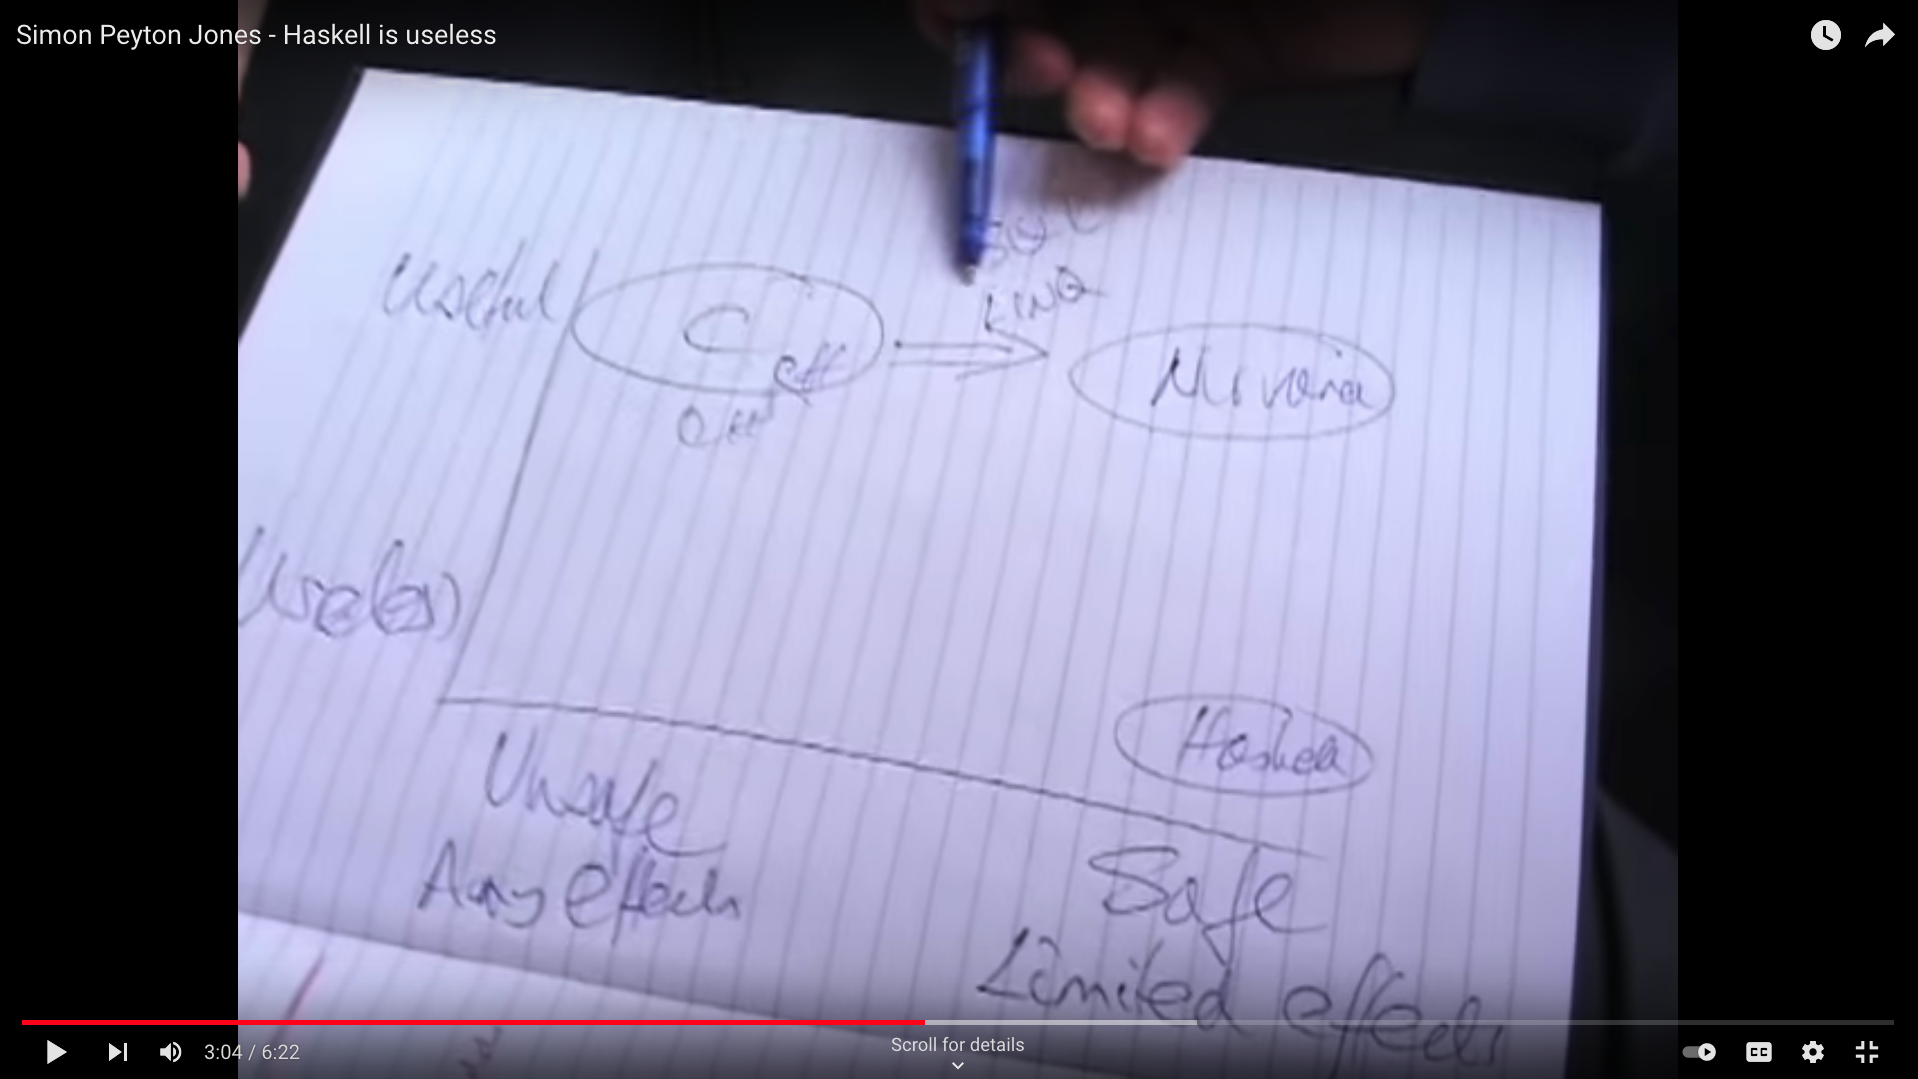 Simon Peyton Jones - Haskell is useless
SQL
LINQ
Useful
C
Nirvana
Useless
Haskell
Unsafe
Any effects
Safe
Limited effects
3:04 / 6:22
Scroll for details
CC